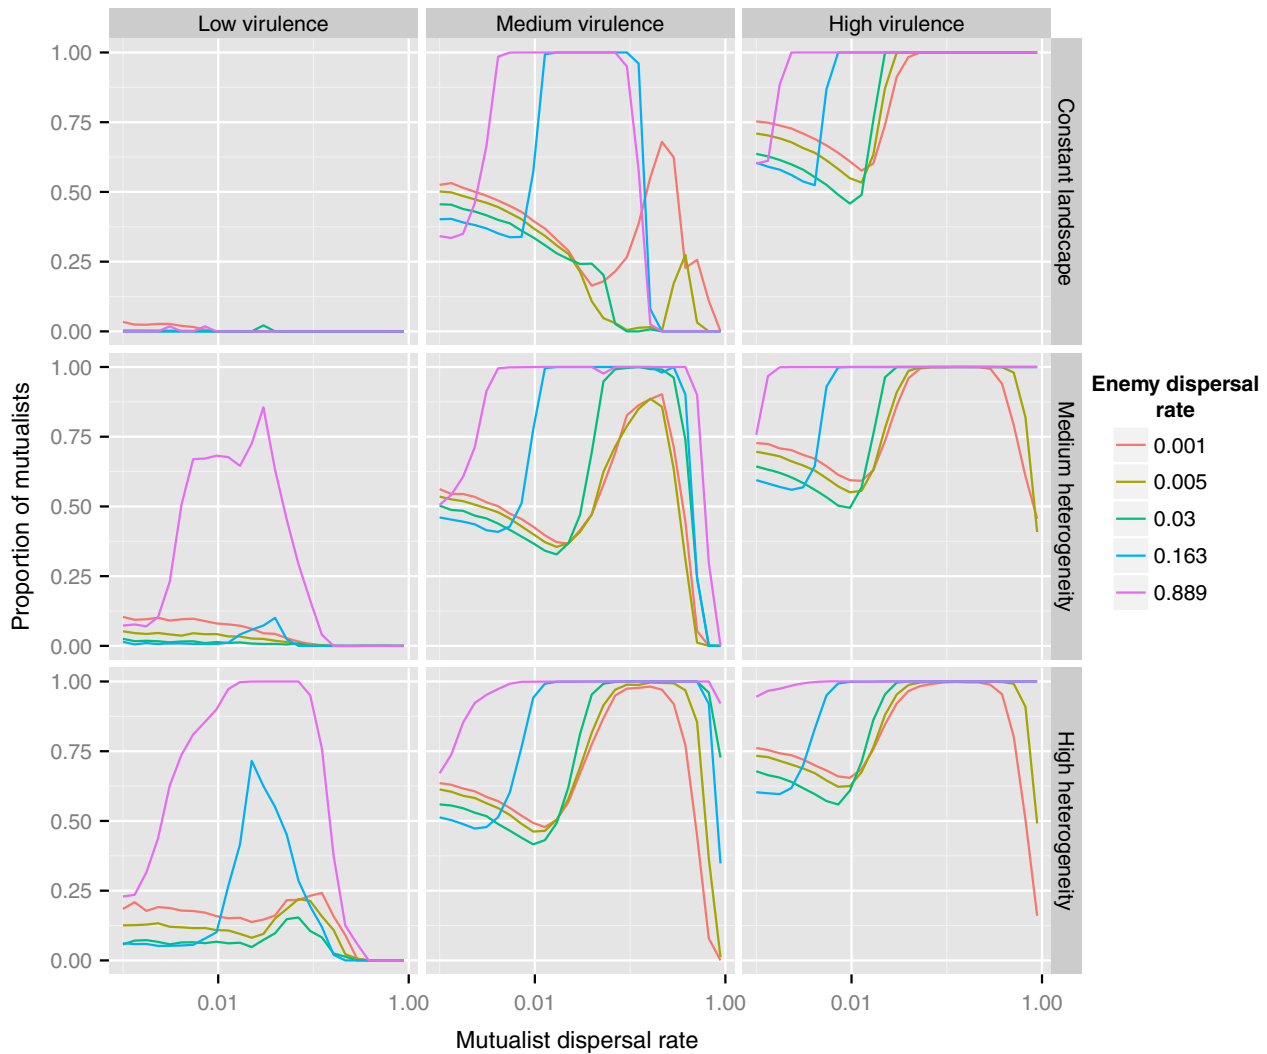 Low virulence
Medium virulence
High virulence
1.00
0.75
0.50
0.25
0.00
Constant landscape
1.00
0.75
0.50
0.25
0.00
Medium heterogeneity
1.00
0.75
0.50
0.25
0.00
High heterogeneity
Proportion of mutualists
0.01
1.00
0.01
1.00
0.01
1.00
Mutualist dispersal rate
Enemy dispersal
rate
0.001
0.005
0.03
0.163
0.889